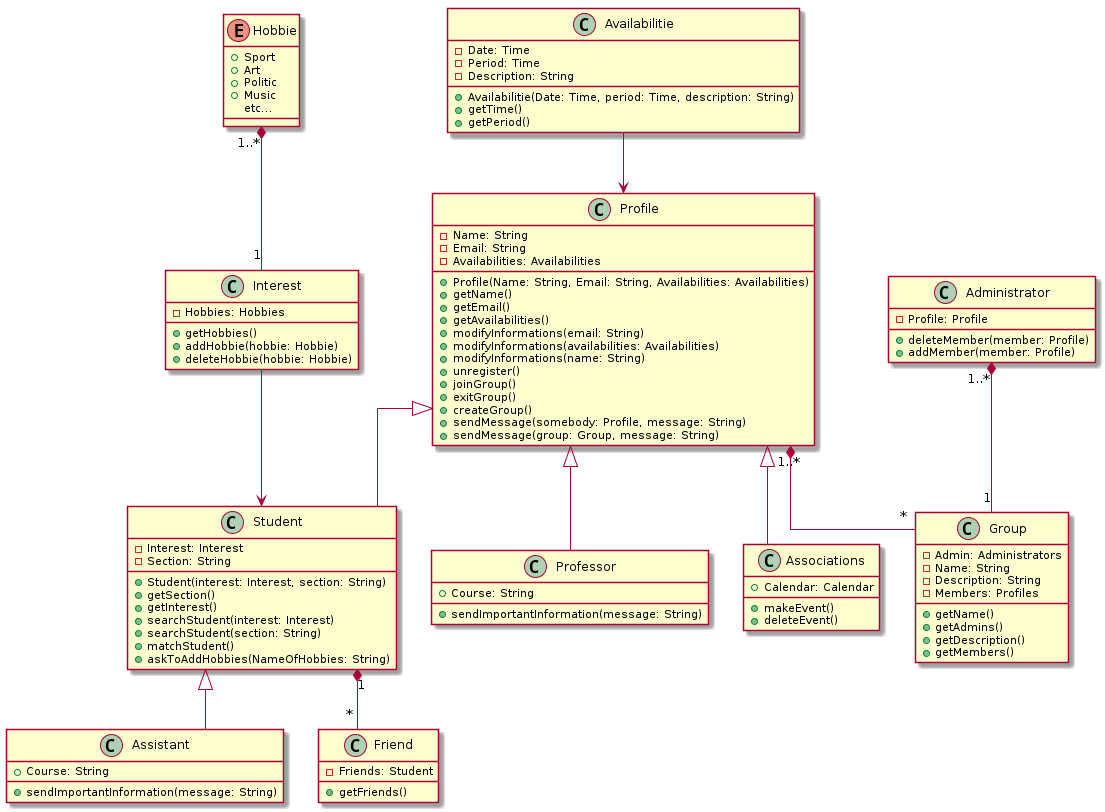 E Hobbie
Sport
Art
Politic
Music
etc...
C Availabilitie
Date: Time
Period: Time
Description: String
Availabilitie(Date: Time, period: Time, description: String)
getTime()
getPeriod()
1..*
1
C Profile
Name: String
Email: String
Availabilities: Availabilities
Profile(Name: String, Email: String, Availabilities: Availabilities)
getName()
getEmail()
getAvailabilities()
modifyInformations(email: String)
modifyInformations(availabilities: Availabilities)
modifyInformations(name: String)
unregister()
joinGroup()
exitGroup()
createGroup()
sendMessage(somebody: Profile, message: String)
sendMessage(group: Group, message: String)
C Interest
Hobbies: Hobbies
getHobbies()
addHobbie(hobbie: Hobbie)
deleteHobbie(hobbie: Hobbie)
C Administrator
Profile: Profile
deleteMember(member: Profile)
addMember(member: Profile)
1..*
1
1..*
*
C Student
Interest: Interest
Section: String
Student(interest: Interest, section: String)
getSection()
getInterest()
searchStudent(interest: Interest)
searchStudent(section: String)
matchStudent()
askToAddHobbies(NameOfHobbies: String)
C Professor
Course: String
sendImportantInformation(message: String)
C Associations
Calendar: Calendar
makeEvent()
deleteEvent()
C Group
Admin: Administrators
Name: String
Description: String
Members: Profiles
getName()
getAdmins()
getDescription()
getMembers()
1
*
C Assistant
Course: String
sendImportantInformation(message: String)
C Friend
Friends: Student
getFriends()